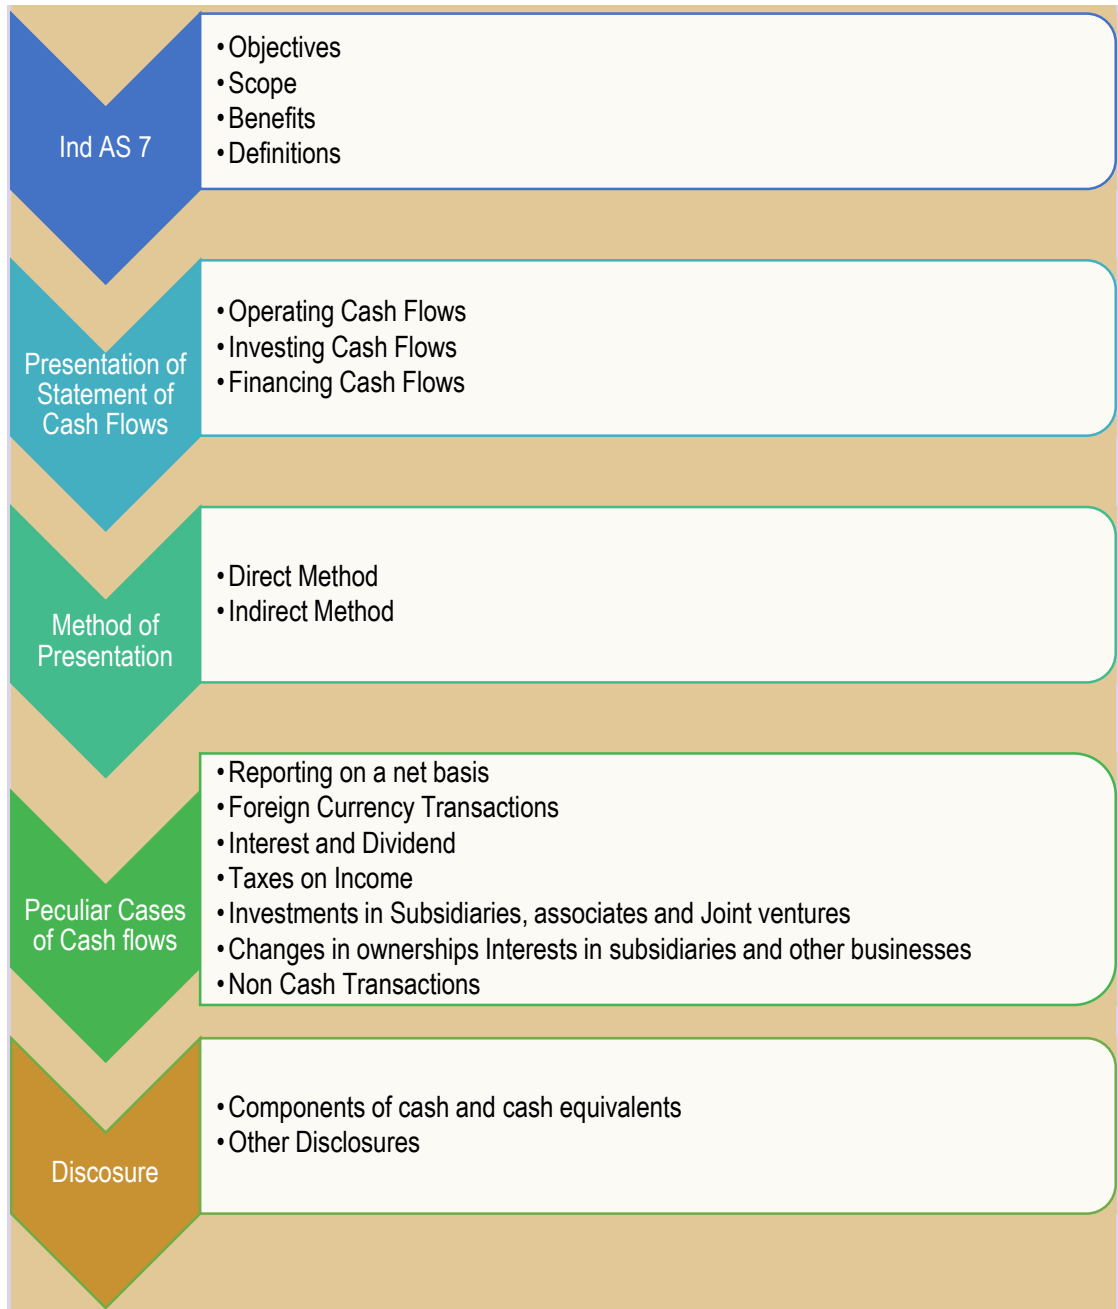 Ind AS 7
•Objectives
•Scope
•Benefits
•Definitions
Presentation of
Statement of
Cash Flows
•Operating Cash Flows
•Investing Cash Flows
•Financing Cash Flows
Method of
Presentation
•Direct Method
•Indirect Method
Peculiar Cases
of Cash flows
•Reporting on a net basis
•Foreign Currency Transactions
•Interest and Dividend
•Taxes on Income
•Investments in Subsidiaries, associates and Joint ventures
•Changes in ownerships Interests in subsidiaries and other businesses
•Non Cash Transactions
Discosure
•Components of cash and cash equivalents
•Other Disclosures